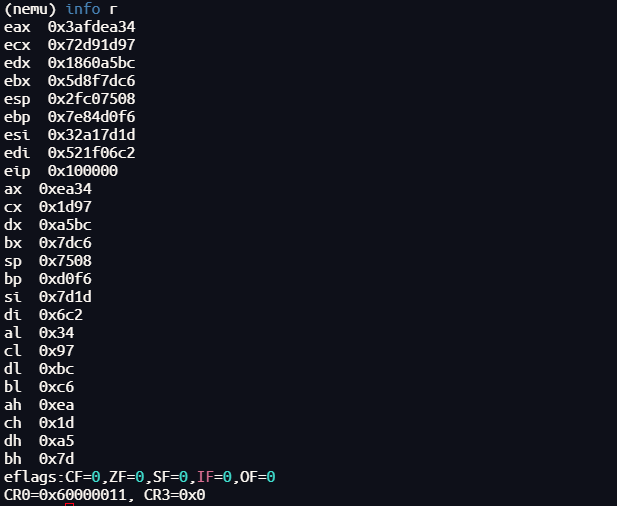 (nemu) info r
eax  0x3afdea34
ecx  0x72d91d97
edx  0x1860a5bc
ebx  0x5d8f7dc6
esp  0x2fc07508
ebp  0x7e84d0f6
esi  0x32a17d1d
edi  0x521f06c2
eip  0x100000
ax  0xea34
cx  0x1d97
dx  0xa5bc
bx  0x7dc6
sp  0x7508
bp  0xd0f6
si  0x7d1d
di  0x6c2
al  0x34
cl  0x97
dl  0xbc
bl  0xc6
ah  0xea
ch  0x1d
dh  0xa5
bh  0x7d
eflags:CF=0,ZF=0,SF=0,IF=0,OF=0
CR0=0x60000011, CR3=0x0